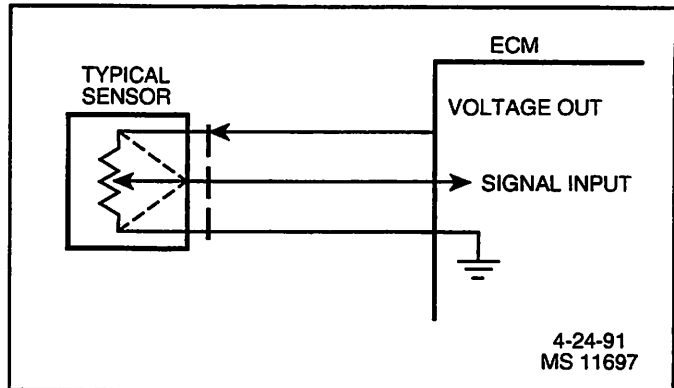 ECM
TYPICAL
SENSOR
VOLTAGE OUT
SIGNAL INPUT
4-24-91
MS 11697